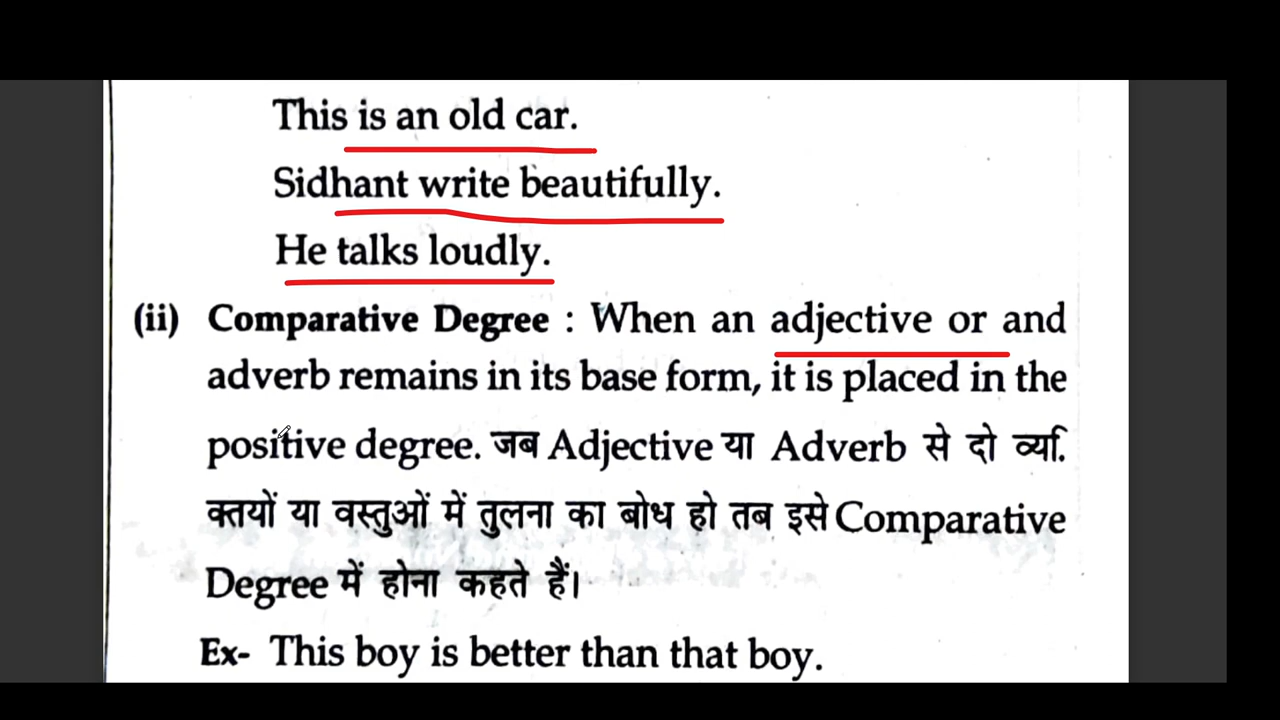 This is an old car.
Sidhant write beautifully.
He talks loudly.
(ii) Comparative Degree : When an adjective or and
adverb remains in its base form, it is placed in the
positive degree. जब Adjective या Adverb से दो र्व्या.
क्तयों या वस्तुओं में तुलना का बोध हो तब इसे Comparative
Degree में होना कहते हैं।
Ex- This boy is better than that boy.